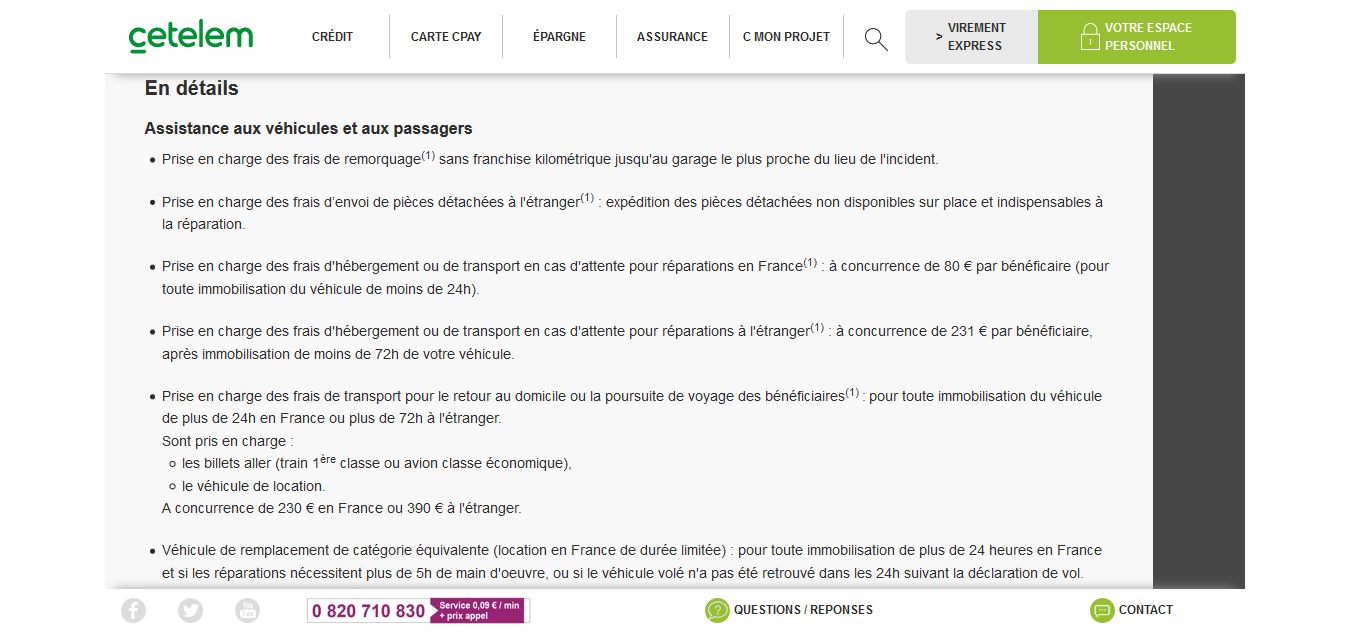 cetelem
CRÉDIT
CARTE CPAY
ÉPARGNE
ASSURANCE
C MON PROJET
> VIREMENT
EXPRESS
VOTRE ESPACE
PERSONNEL
En détails
Assistance aux véhicules et aux passagers
• Prise en charge des frais de remorquage(1) sans franchise kilométrique jusqu'au garage le plus proche du lieu de l'incident.
• Prise en charge des frais d’envoi de pièces détachées à l'étranger(1) : expédition des pièces détachées non disponibles sur place et indispensables à
la réparation.
• Prise en charge des frais d'hébergement ou de transport en cas d'attente pour réparations en France(1) : à concurrence de 80 € par bénéficaire (pour
toute immobilisation du véhicule de moins de 24h).
• Prise en charge des frais d'hébergement ou de transport en cas d'attente pour réparations à l'étranger(1) : à concurrence de 231 € par bénéficiaire,
après immobilisation de moins de 72h de votre véhicule.
• Prise en charge des frais de transport pour le retour au domicile ou la poursuite de voyage des bénéficiaires(1) : pour toute immobilisation du véhicule
de plus de 24h en France ou plus de 72h à l'étranger.
Sont pris en charge :
○ les billets aller (train 1ère classe ou avion classe économique),
○ le véhicule de location.
A concurrence de 230 € en France ou 390 € à l'étranger.
• Véhicule de remplacement de catégorie équivalente (location en France de durée limitée) : pour toute immobilisation de plus de 24 heures en France
et si les réparations nécessitent plus de 5h de main d'oeuvre, ou si le véhicule volé n'a pas été retrouvé dans les 24h suivant la déclaration de vol.
You
Tube
0 820 710 830
Service 0,09 € / min
+ prix appel
QUESTIONS / REPONSES
CONTACT